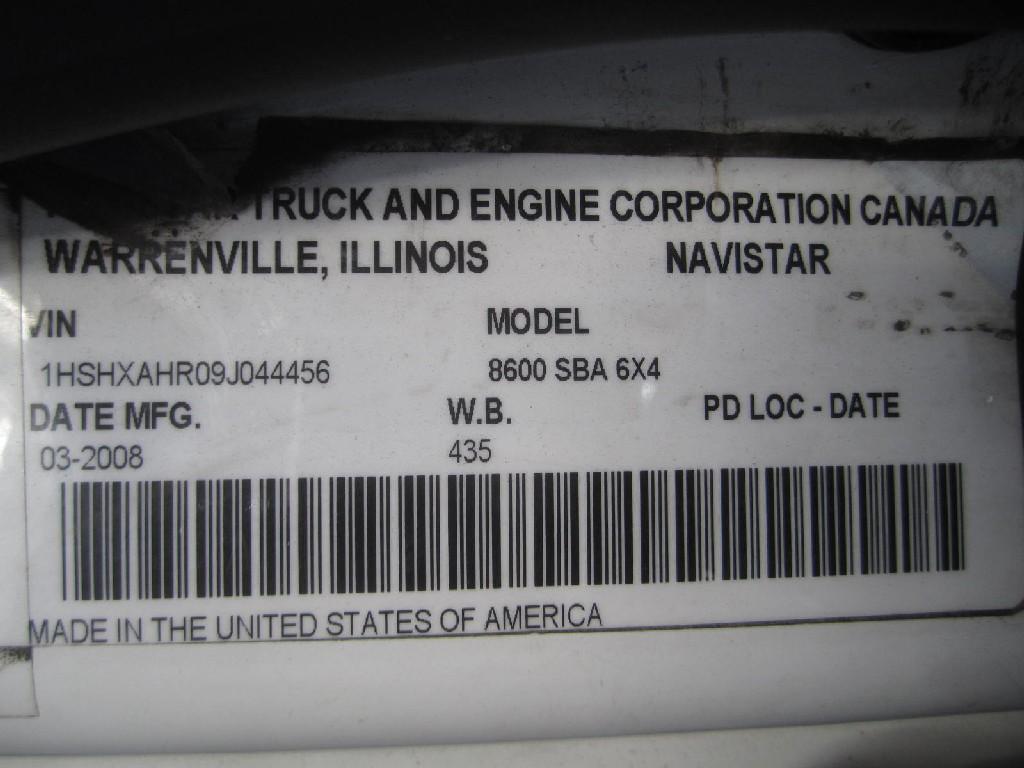 TRUCK AND ENGINE CORPORATION CANADA
WARRENVILLE, ILLINOIS NAVISTAR
VIN MODEL
1HSHXAHR09J044456 8600 SBA 6X4
DATE MFG. W.B. PD LOC - DATE
03-2008 435
MADE IN THE UNITED STATES OF AMERICA